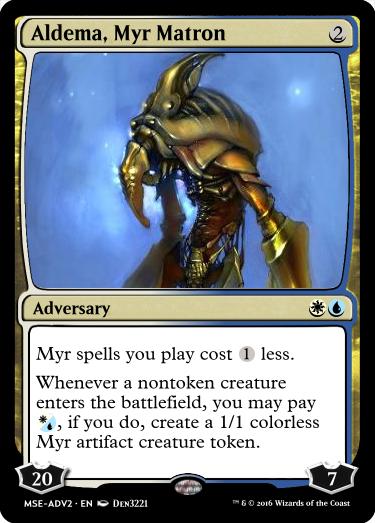 Aldema, Myr Matron 2
Adversary
Myr spells you play cost 1 less.
Whenever a nontoken creature
enters the battlefield, you may pay
, if you do, create a 1/1 colorless
Myr artifact creature token.
20 7
MSE-ADV2 • EN Den3221 ™ & © 2016 Wizards of the Coast